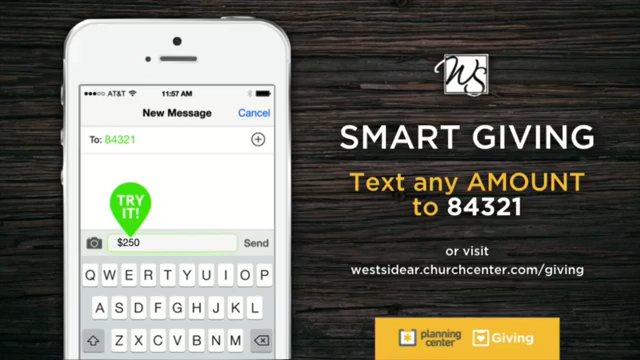 AT&T
11:57 AM
New Message
Cancel
To: 84321
TRY
IT!
$250
Send
Q W E R T Y U I O P
A S D F G H J K L
Z X C V B N M
WS
SMART GIVING
Text any AMOUNT
to 84321
or visit
westsidear.churchcenter.com/giving
planning
center
Giving